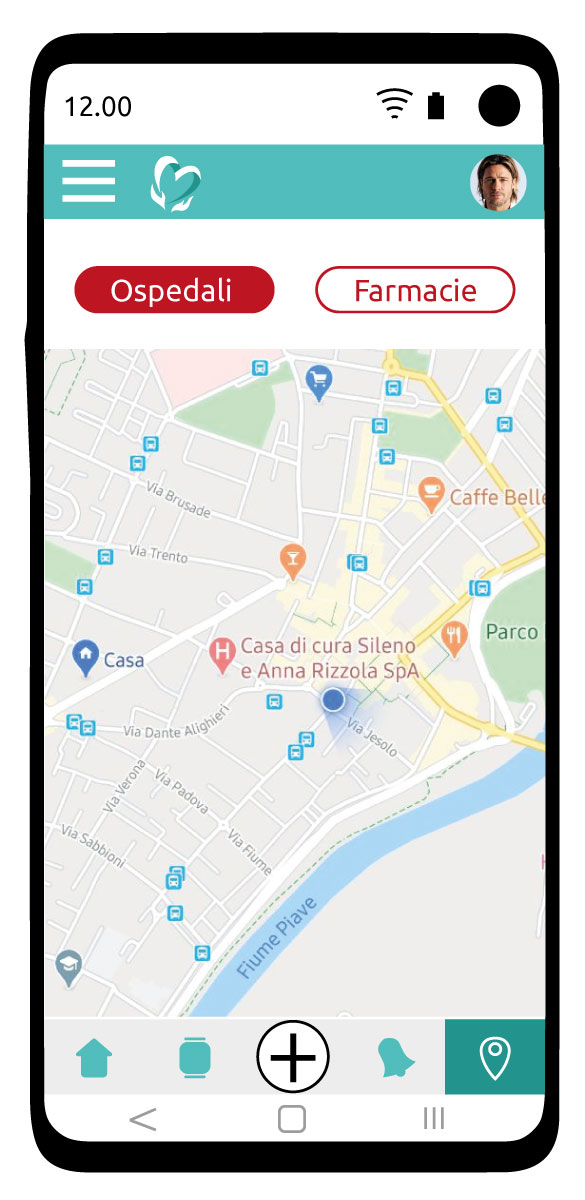 12.00
Ospedali
Farmacie
Via Brusade
Caffe Belle
Via Trento
Parco
Casa
Casa di cura Sileno
e Anna Rizzola SpA
Via Dante Alighieri
Via Jesolo
Via Verona
Via Padova
Via Sabbioni
Via Fiume
Fiume Piave
H